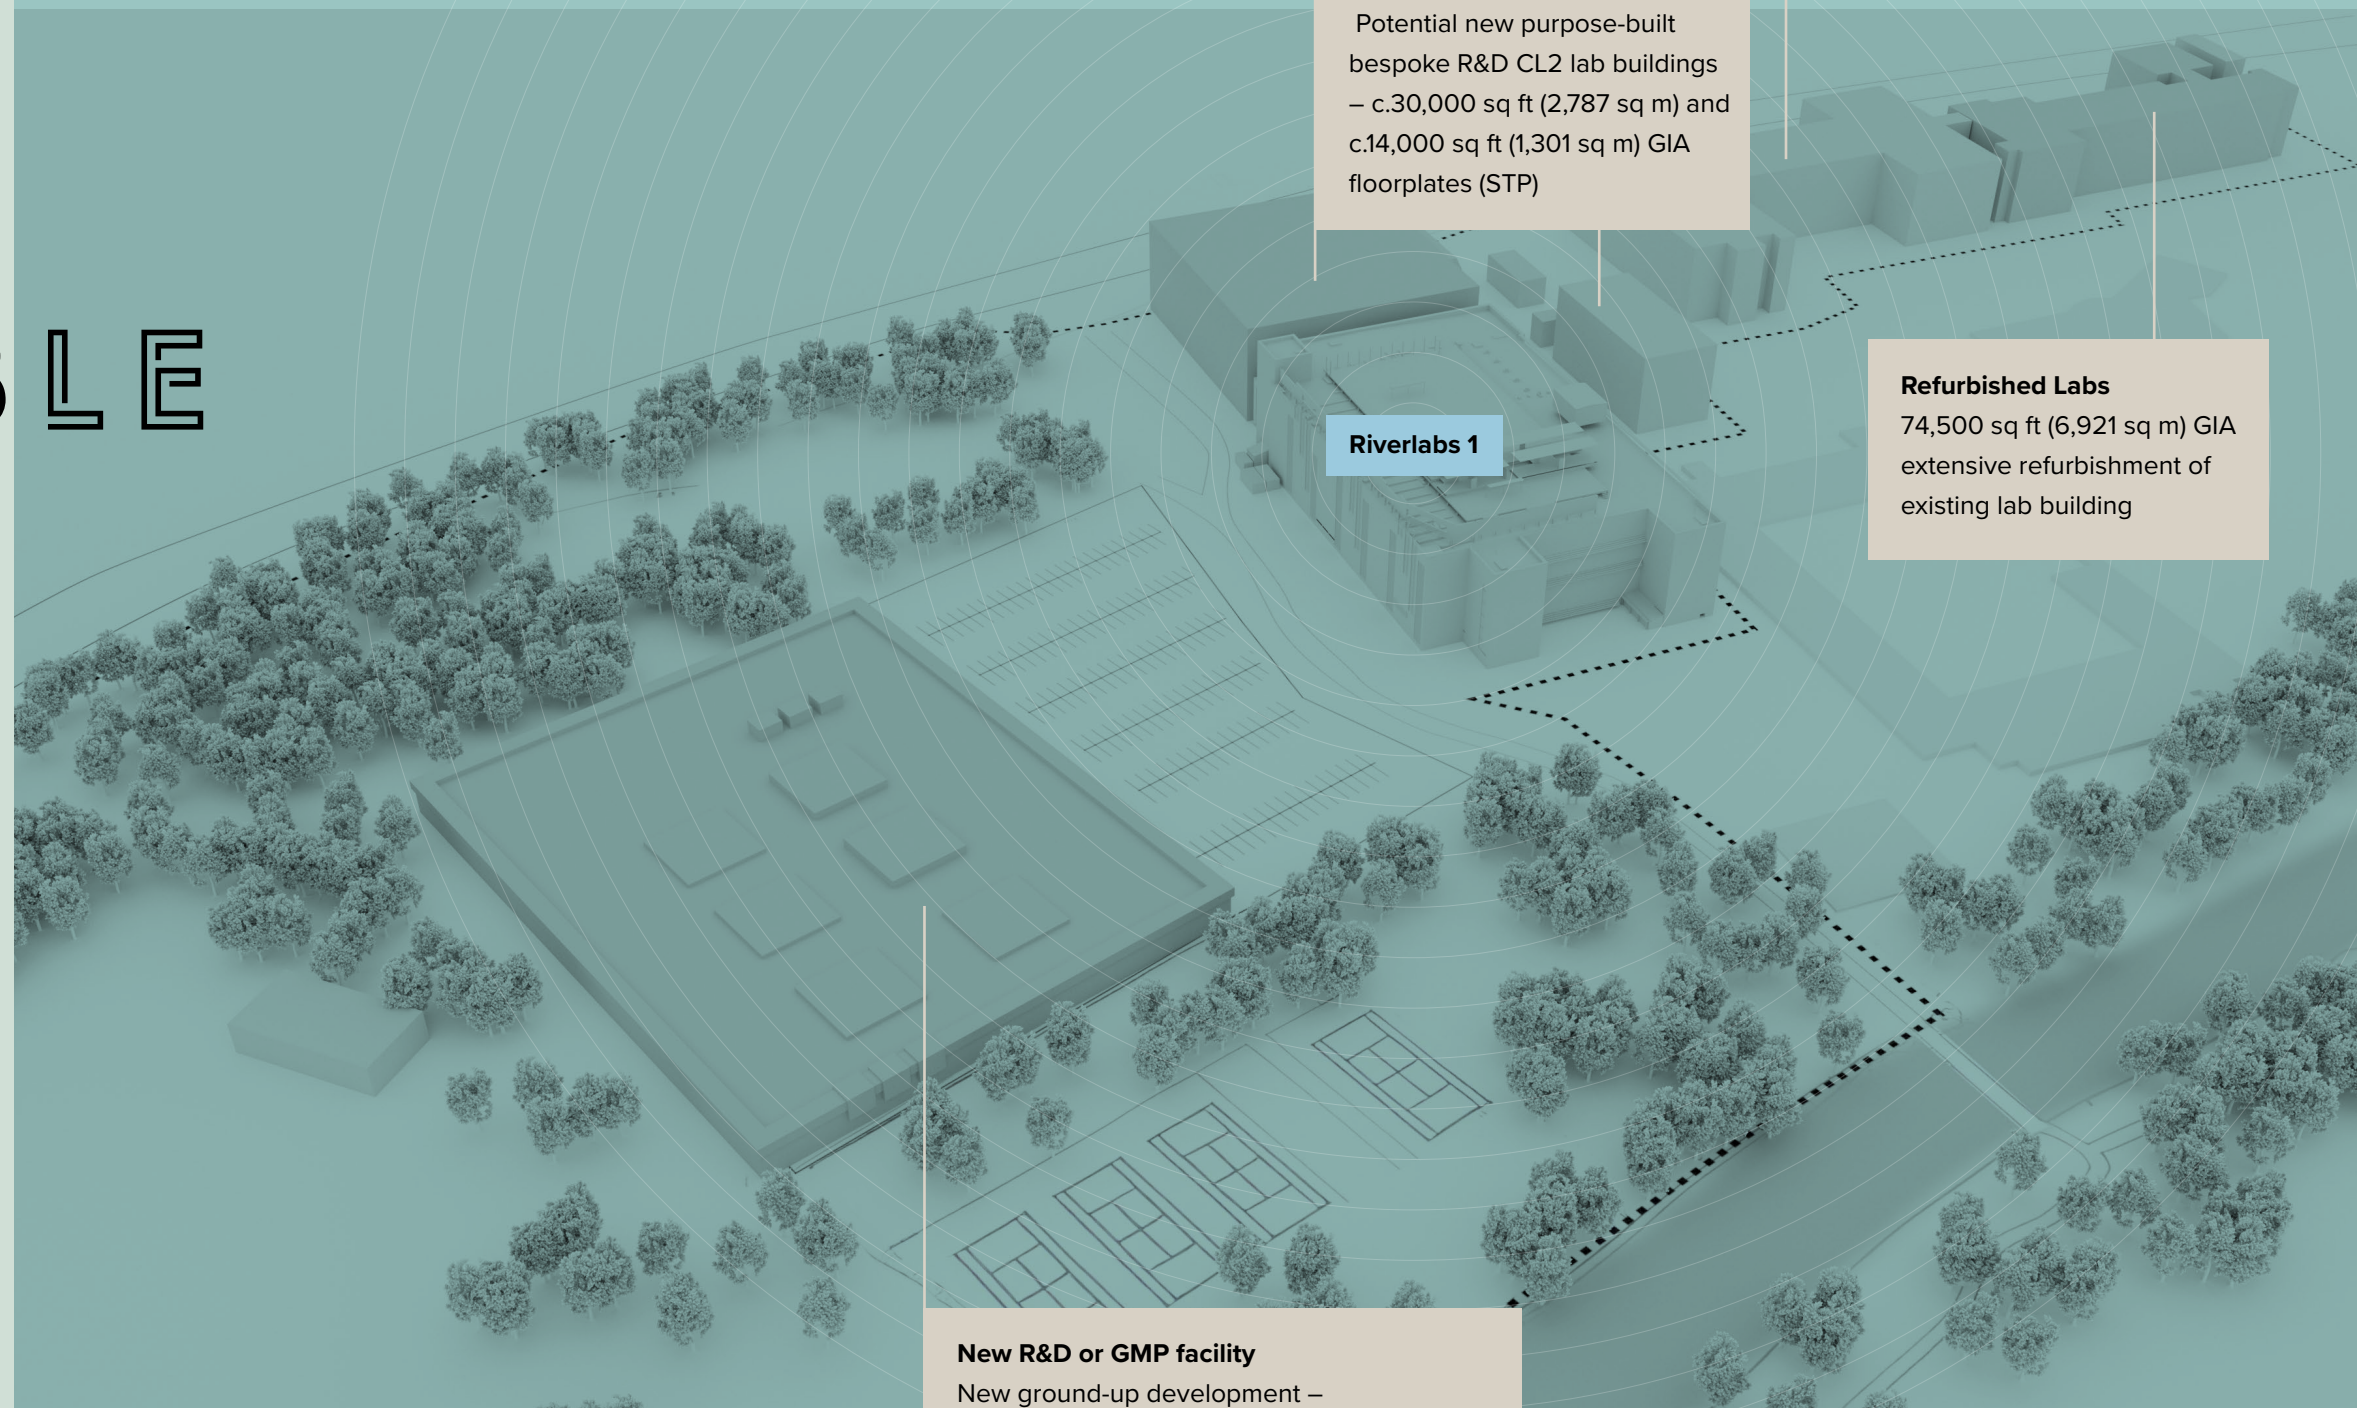 Potential new purpose-built
bespoke R&D CL2 lab buildings
– c.30,000 sq ft (2,787 sq m) and
c.14,000 sq ft (1,301 sq m) GIA
floorplates (STP)
LE
Refurbished Labs
74,500 sq ft (6,921 sq m) GIA
extensive refurbishment of
existing lab building
Riverlabs 1
New R&D or GMP facility
New ground-up development –